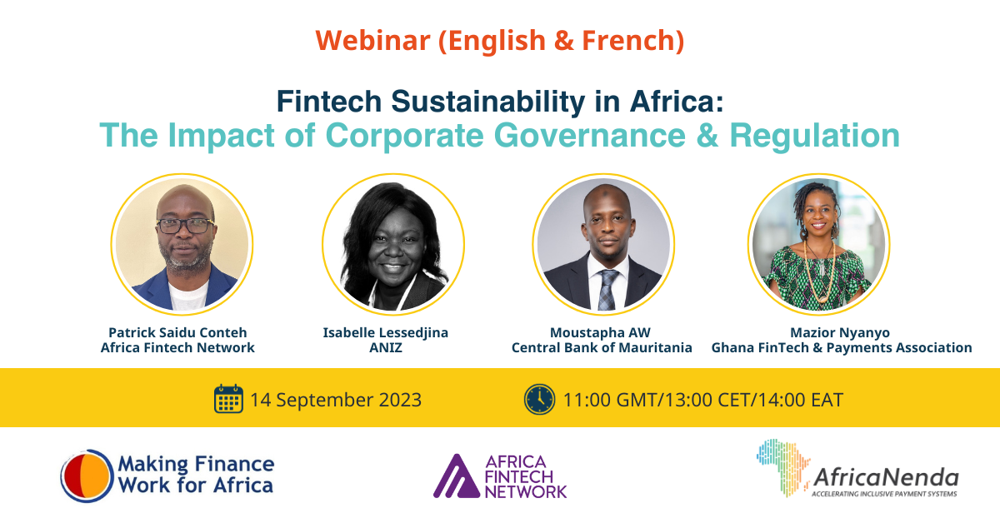 Webinar (English & French)
Fintech Sustainability in Africa:
The Impact of Corporate Governance & Regulation
Patrick Saidu Conteh
Africa Fintech Network
Isabelle Lessedjina
ANIZ
Moustapha AW
Central Bank of Mauritania
Mazior Nyanyo
Ghana FinTech & Payments Association
14 September 2023
11:00 GMT/13:00 CET/14:00 EAT
Making Finance
Work for Africa
AFRICA
FINTECH
NETWORK
AfricaNenda
ACCELERATING INCLUSIVE PAYMENT SYSTEMS